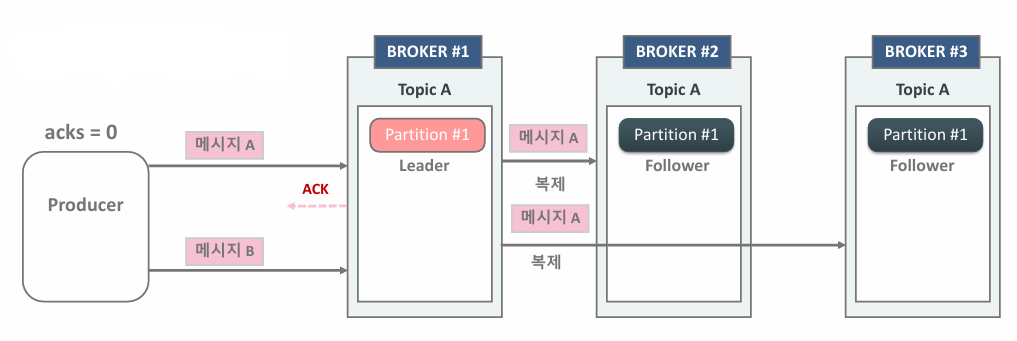 BROKER #1
BROKER #2
BROKER #3
Topic A
Topic A
Topic A
acks = 0
메시지 A
Partition #1
메시지 A
Partition #1
Partition #1
Leader
Follower
Follower
ACK
복제
Producer
메시지 A
메시지 B
복제